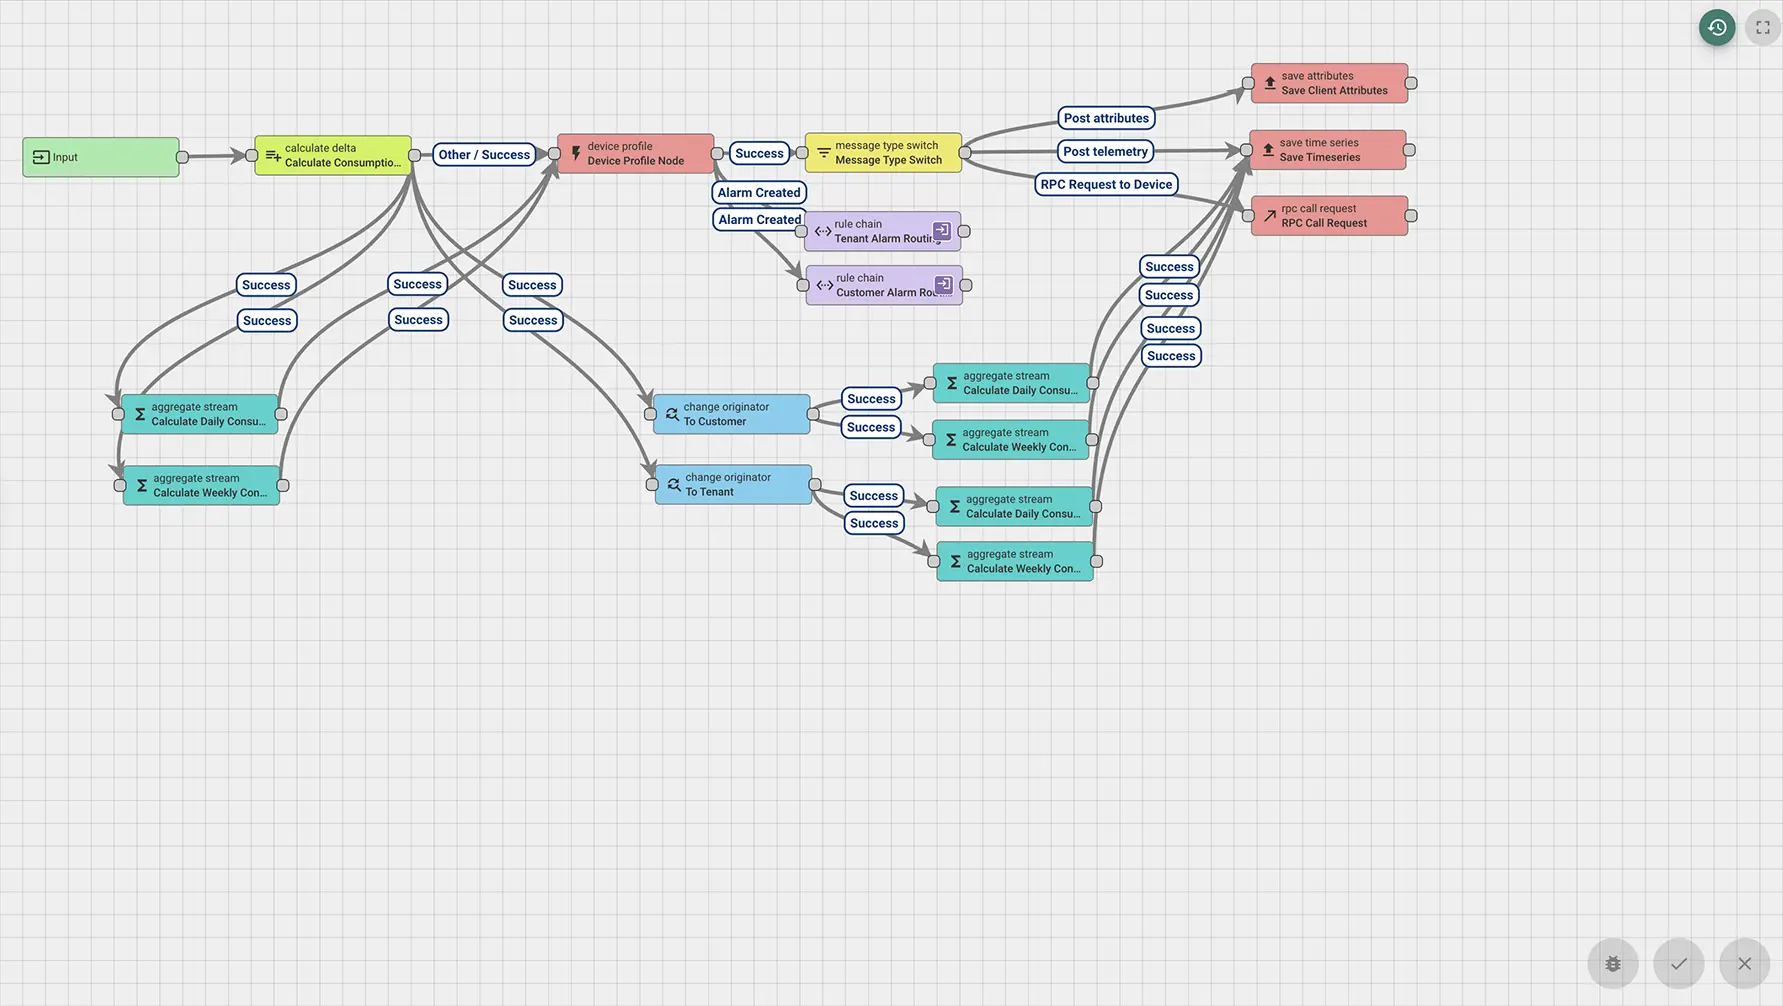 save attributes
Save Client Attributes
Post attributes
Input
calculate delta
Calculate Consumptio...
Other / Success
device profile
Device Profile Node
Success
message type switch
Message Type Switch
Post telemetry
save time series
Save Timeseries
RPC Request to Device
Alarm Created
Alarm Created
rpc call request
RPC Call Request
rule chain
Tenant Alarm Routin
rule chain
Customer Alarm Rou...
Success
Success
Success
Success
Success
Success
Success
Success
Success
Success
aggregate stream
Calculate Daily Consu...
aggregate stream
Calculate Weekly Con...
change originator
To Customer
Success
Success
aggregate stream
Calculate Daily Consu...
aggregate stream
Calculate Weekly Con...
change originator
To Tenant
Success
Success
aggregate stream
Calculate Daily Consu...
aggregate stream
Calculate Weekly Con...